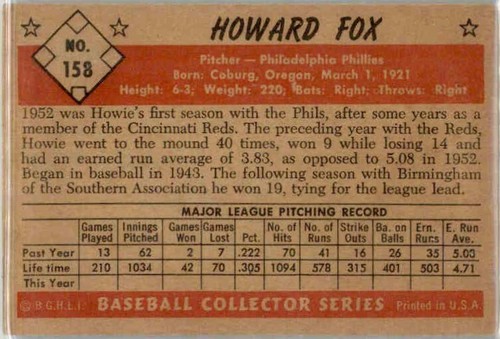 HOWARD FOX
NO. 158
Pitcher — Philadelphia Phillies
Born: Coburg, Oregon, March 1, 1921
Height: 6-3; Weight: 220; Bats: Right; Throws: Right
1952 was Howie's first season with the Phils, after some years as a
member of the Cincinnati Reds. The preceding year with the Reds,
Howie went to the mound 40 times, won 9 while losing 14 and
had an earned run average of 3.83, as opposed to 5.08 in 1952.
Began in baseball in 1943. The following season with Birmingham
of the Southern Association he won 19, tying for the league lead.
MAJOR LEAGUE PITCHING RECORD
Games Played Innings Pitched Games Won Games Lost Pct. No. of Hits No. of Runs Strike Outs Ba. on Balls Ern. Runs E. Run Ave.
Past Year 13 62 2 7 .222 70 41 16 26 35 5.08
Life time 210 1034 42 70 .305 1094 578 315 401 503 4.71
This Year
© B.G.H.L.I. BASEBALL COLLECTOR SERIES Printed in U.S.A.